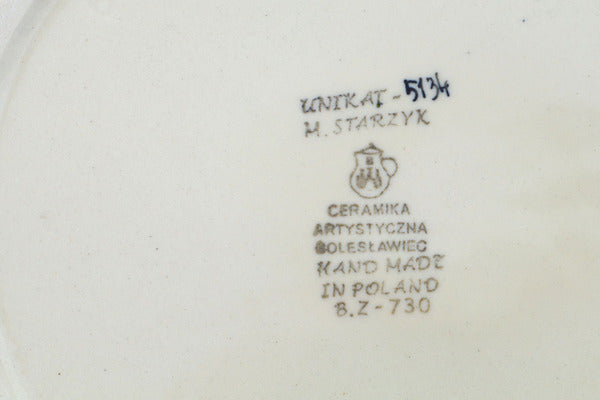 UNIKAT - 5134
M. STARZYK
B
CERAMIKA
ARTYSTYCZNA
BOLESŁAWIEC
HAND MADE
IN POLAND
B.Z - 730